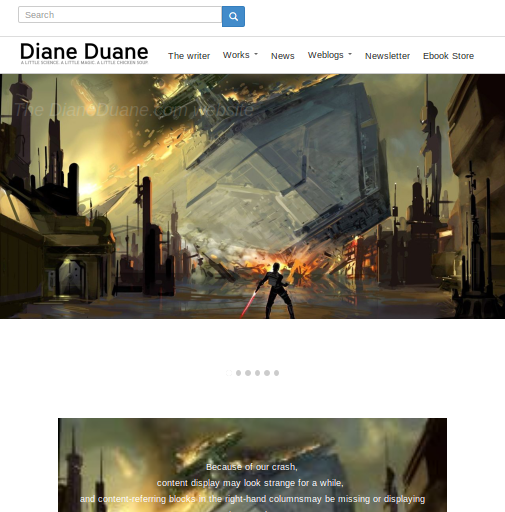 Search
Diane Duane
A LITTLE SCIENCE. A LITTLE MAGIC. A LITTLE CHICKEN SOUP.
The writer
Works
News
Weblogs
Newsletter
Ebook Store
The DianeDuane.com website
Because of our crash,
content display may look strange for a while,
and content-referring blocks in the right-hand columnsmay be missing or displaying